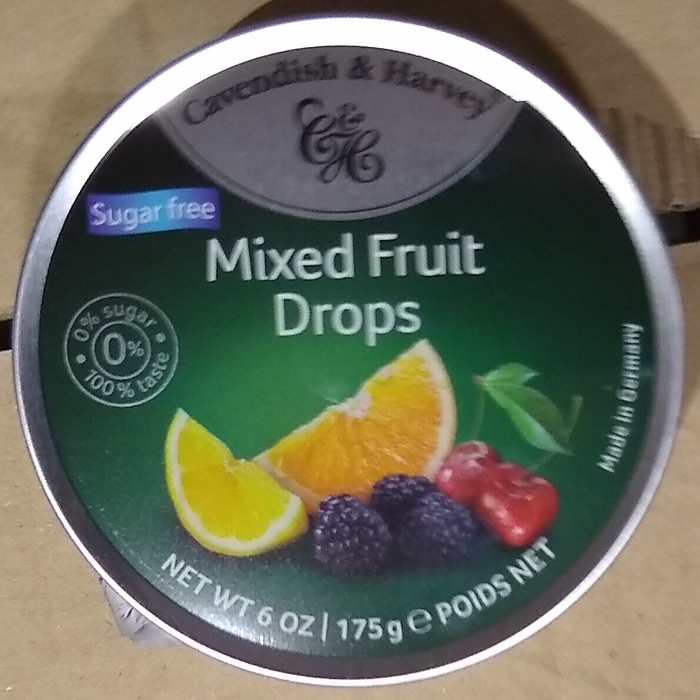 Cavendish & Harvey
C&H
Sugar free
Mixed Fruit
Drops
0% sugar
0%
100% taste
Made in Germany
NET WT 6 OZ | 175 g ℮ POIDS NET